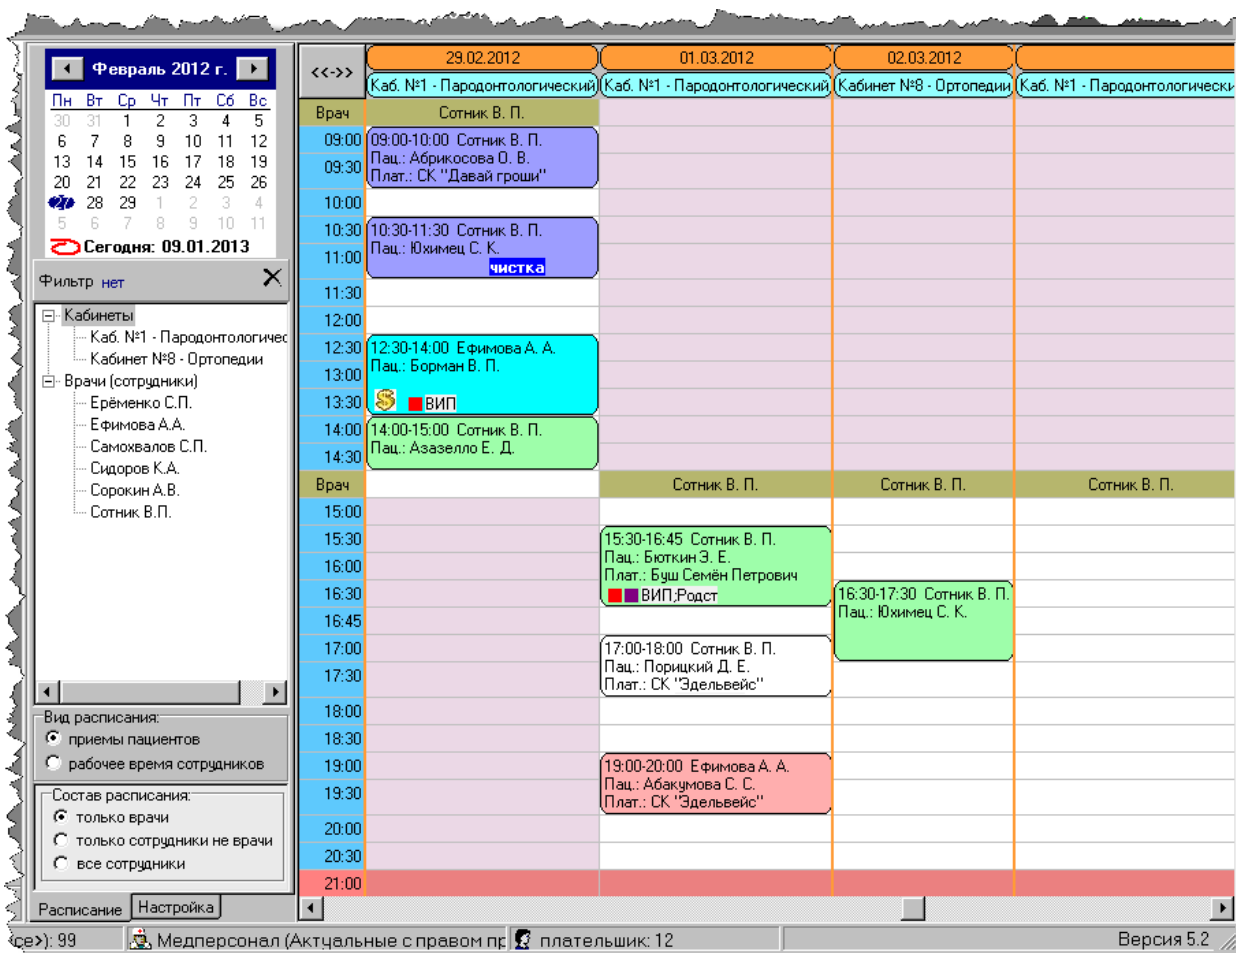 Февраль 2012 г.
Пн Вт Ср Чт Пт Сб Вс
30 31 1 2 3 4 5
6 7 8 9 10 11 12
13 14 15 16 17 18 19
20 21 22 23 24 25 26
27 28 29 1 2 3 4
5 6 7 8 9 10 11
Сегодня: 09.01.2013
Фильтр нет
Кабинеты
Каб. №1 - Пародонтологичес
Кабинет №8 - Ортопедии
Врачи (сотрудники)
Ерёменко С.П.
Ефимова А.А.
Самохвалов С.П.
Сидоров К.А.
Сорокин А.В.
Сотник В.П.
Вид расписания:
приемы пациентов
рабочее время сотрудников
Состав расписания:
только врачи
только сотрудники не врачи
все сотрудники
Расписание Настройка
<<->> 29.02.2012 01.03.2012 02.03.2012
Каб. №1 - Пародонтологический Каб. №1 - Пародонтологический Кабинет №8 - Ортопедии Каб. №1 - Пародонтологически
Врач Сотник В. П.
09:00 09:00-10:00 Сотник В. П.
Пац.: Абрикосова О. В.
09:30 Плат.: СК "Давай гроши"
10:00
10:30 10:30-11:30 Сотник В. П.
Пац.: Юхимец С. К.
11:00 чистка
11:30
12:00
12:30 12:30-14:00 Ефимова А. А.
13:00 Пац.: Борман В. П.
13:30 ВИП
14:00 14:00-15:00 Сотник В. П.
14:30 Пац.: Азазелло Е. Д.
Врач Сотник В. П. Сотник В. П. Сотник В. П.
15:00
15:30 15:30-16:45 Сотник В. П.
Пац.: Бюткин Э. Е.
16:00 Плат.: Буш Семён Петрович
16:30 ВИП;Родст 16:30-17:30 Сотник В. П.
16:45 Пац.: Юхимец С. К.
17:00 17:00-18:00 Сотник В. П.
Пац.: Порицкий Д. Е.
17:30 Плат.: СК "Эдельвейс"
18:00
18:30
19:00 19:00-20:00 Ефимова А. А.
Пац.: Абакумова С. С.
19:30 Плат.: СК "Эдельвейс"
20:00
20:30
21:00
се>): 99 Медперсонал (Актуальные с правом пр плательшик: 12 Версия 5.2